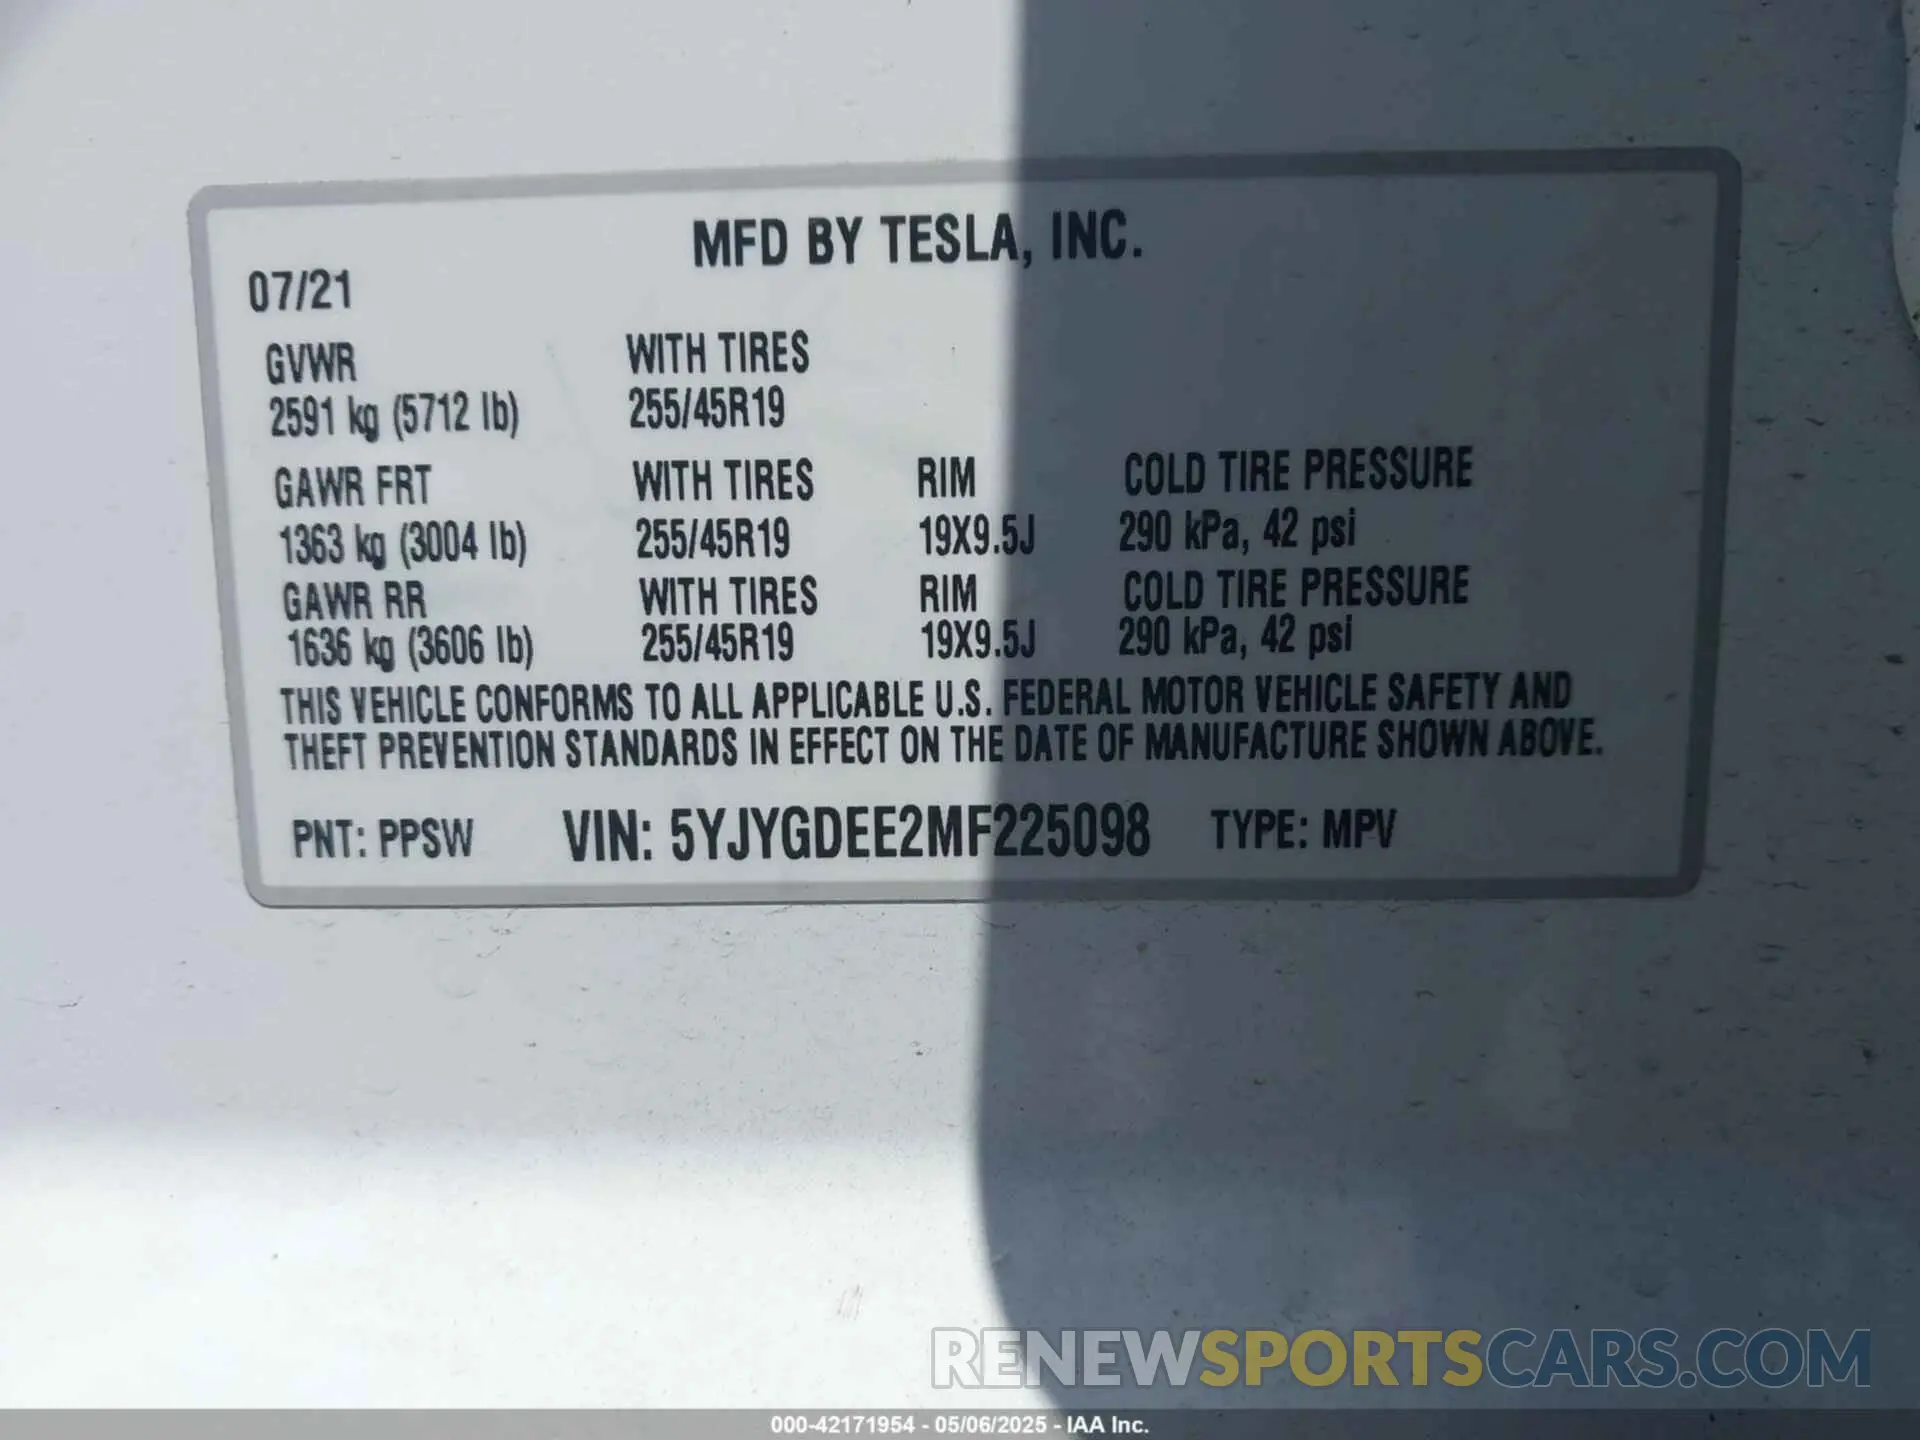 MFD BY TESLA, INC.
07/21
GVWR WITH TIRES
2591 kg (5712 lb) 255/45R19
GAWR FRT WITH TIRES RIM COLD TIRE PRESSURE
1363 kg (3004 lb) 255/45R19 19X9.5J 290 kPa, 42 psi
GAWR RR WITH TIRES RIM COLD TIRE PRESSURE
1636 kg (3606 lb) 255/45R19 19X9.5J 290 kPa, 42 psi
THIS VEHICLE CONFORMS TO ALL APPLICABLE U.S. FEDERAL MOTOR VEHICLE SAFETY AND
THEFT PREVENTION STANDARDS IN EFFECT ON THE DATE OF MANUFACTURE SHOWN ABOVE.
PNT: PPSW VIN: 5YJYGDEE2MF225098 TYPE: MPV
RENEWSPORTSCARS.COM
000-42171954 - 05/06/2025 - IAA Inc.